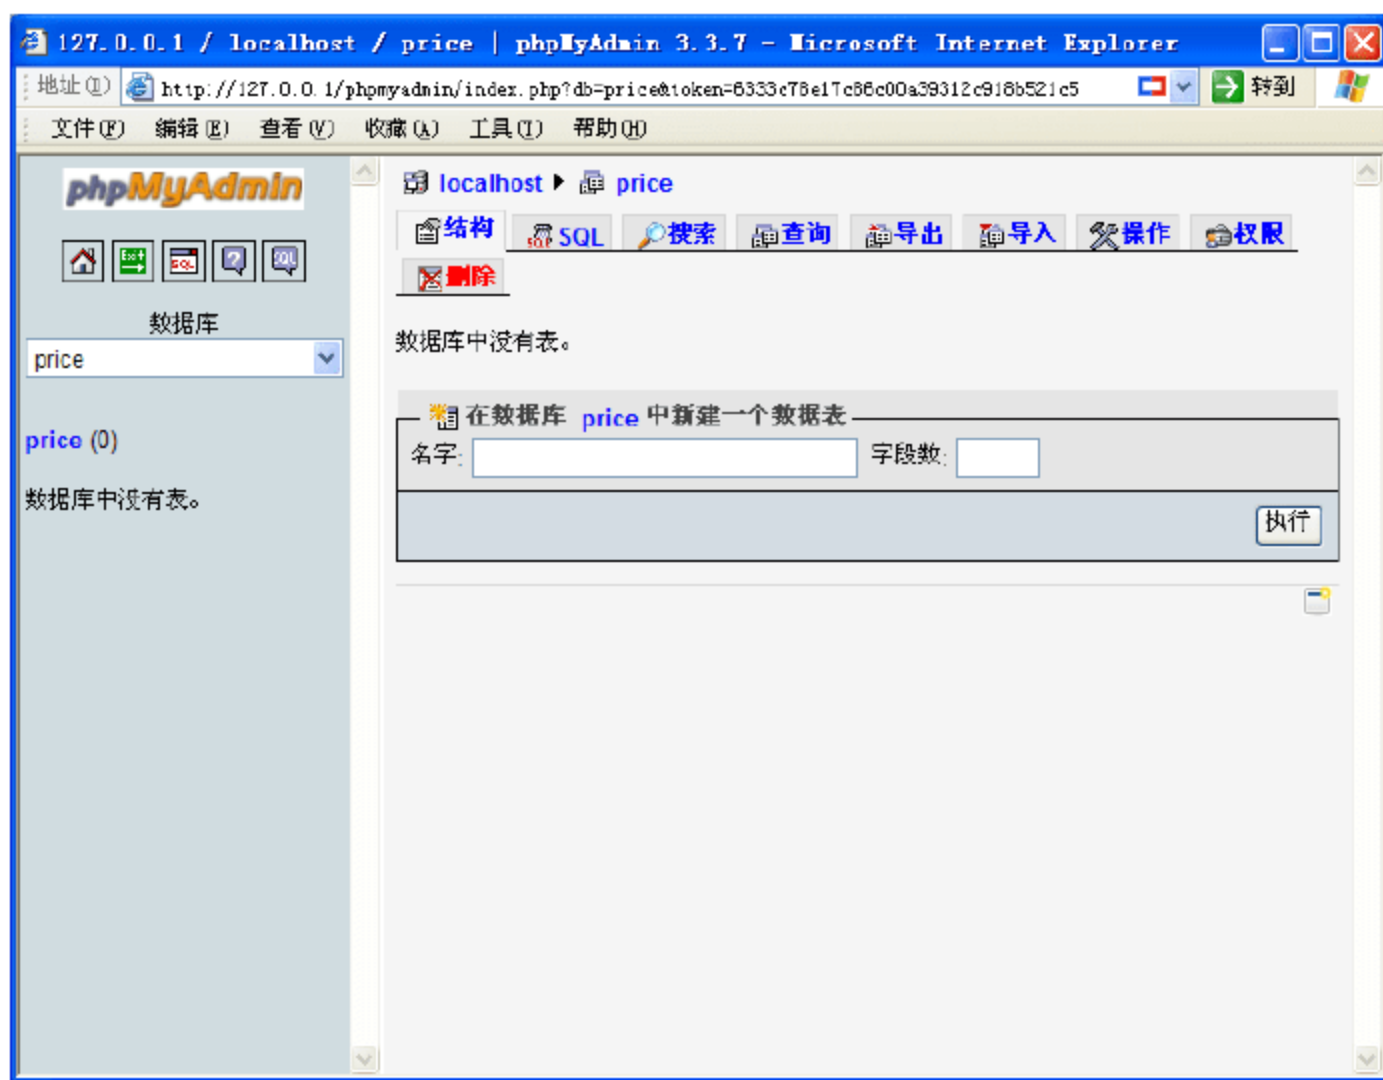 127.0.0.1 / localhost / price | phpMyAdmin 3.3.7 - Microsoft Internet Explorer
地址(D) http://127.0.0.1/phpmyadmin/index.php?db=price&token=6333c78e17c86c00a39312c918b521c5 转到
文件(F) 编辑(E) 查看(V) 收藏(A) 工具(T) 帮助(H)
phpMyAdmin
Exit SQL ? SQL
数据库
price
price (0)
数据库中没有表。
localhost price
结构 SQL 搜索 查询 导出 导入 操作 权限
删除
数据库中没有表。
在数据库 price 中新建一个数据表
名字: 字段数:
执行